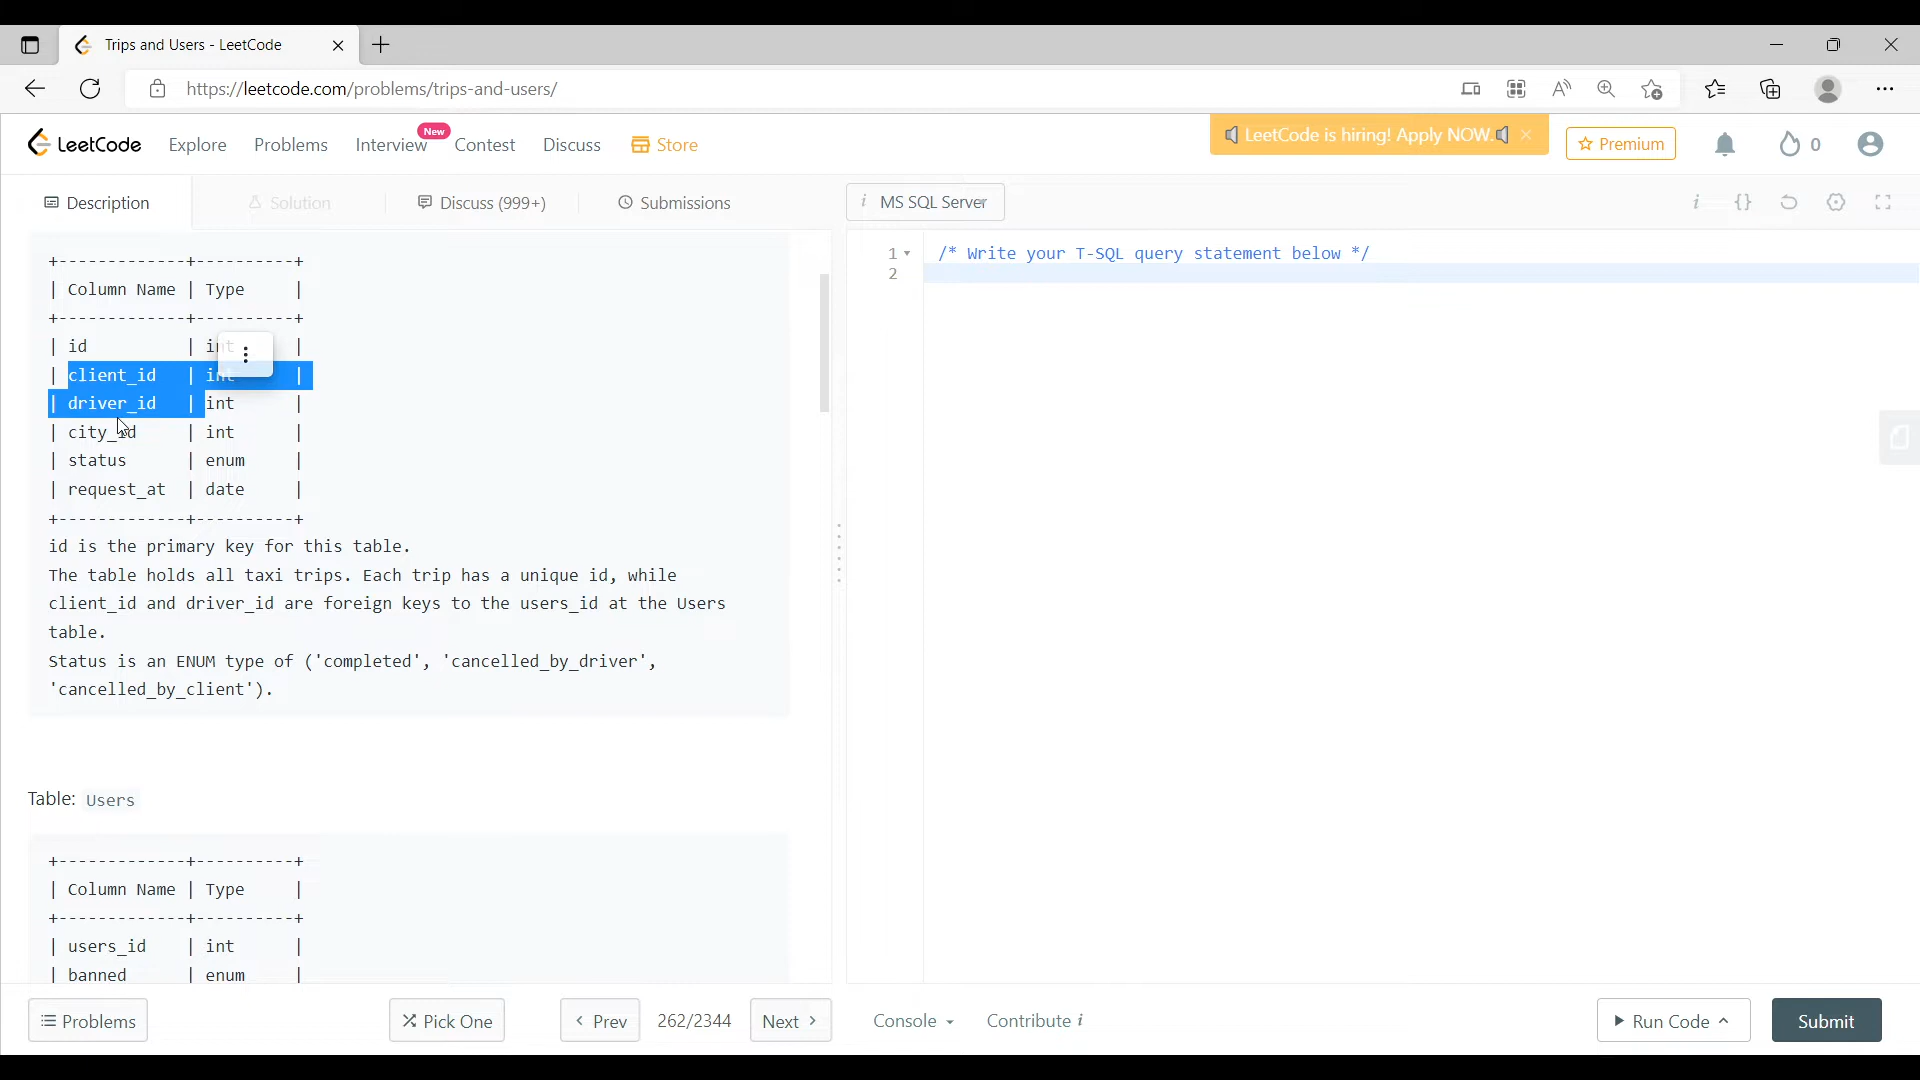 Trips and Users - LeetCode
https://leetcode.com/problems/trips-and-users/
LeetCode
Explore
Problems
Interview
New
Contest
Discuss
Store
LeetCode is hiring! Apply NOW.
Premium
0
Description
Solution
Discuss (999+)
Submissions
i MS SQL Server
+-------------+----------+
| Column Name | Type |
+-------------+----------+
| id | int |
| client_id | int |
| driver_id | int |
| city_id | int |
| status | enum |
| request_at | date |
+-------------+----------+
id is the primary key for this table.
The table holds all taxi trips. Each trip has a unique id, while
client_id and driver_id are foreign keys to the users_id at the Users
table.
Status is an ENUM type of ('completed', 'cancelled_by_driver',
'cancelled_by_client').
Table: Users
+-------------+----------+
| Column Name | Type |
+-------------+----------+
| users_id | int |
| banned | enum |
i {}
1 /* Write your T-SQL query statement below */
2
Problems
Pick One
< Prev
262/2344
Next >
Console
Contribute i
Run Code
Submit